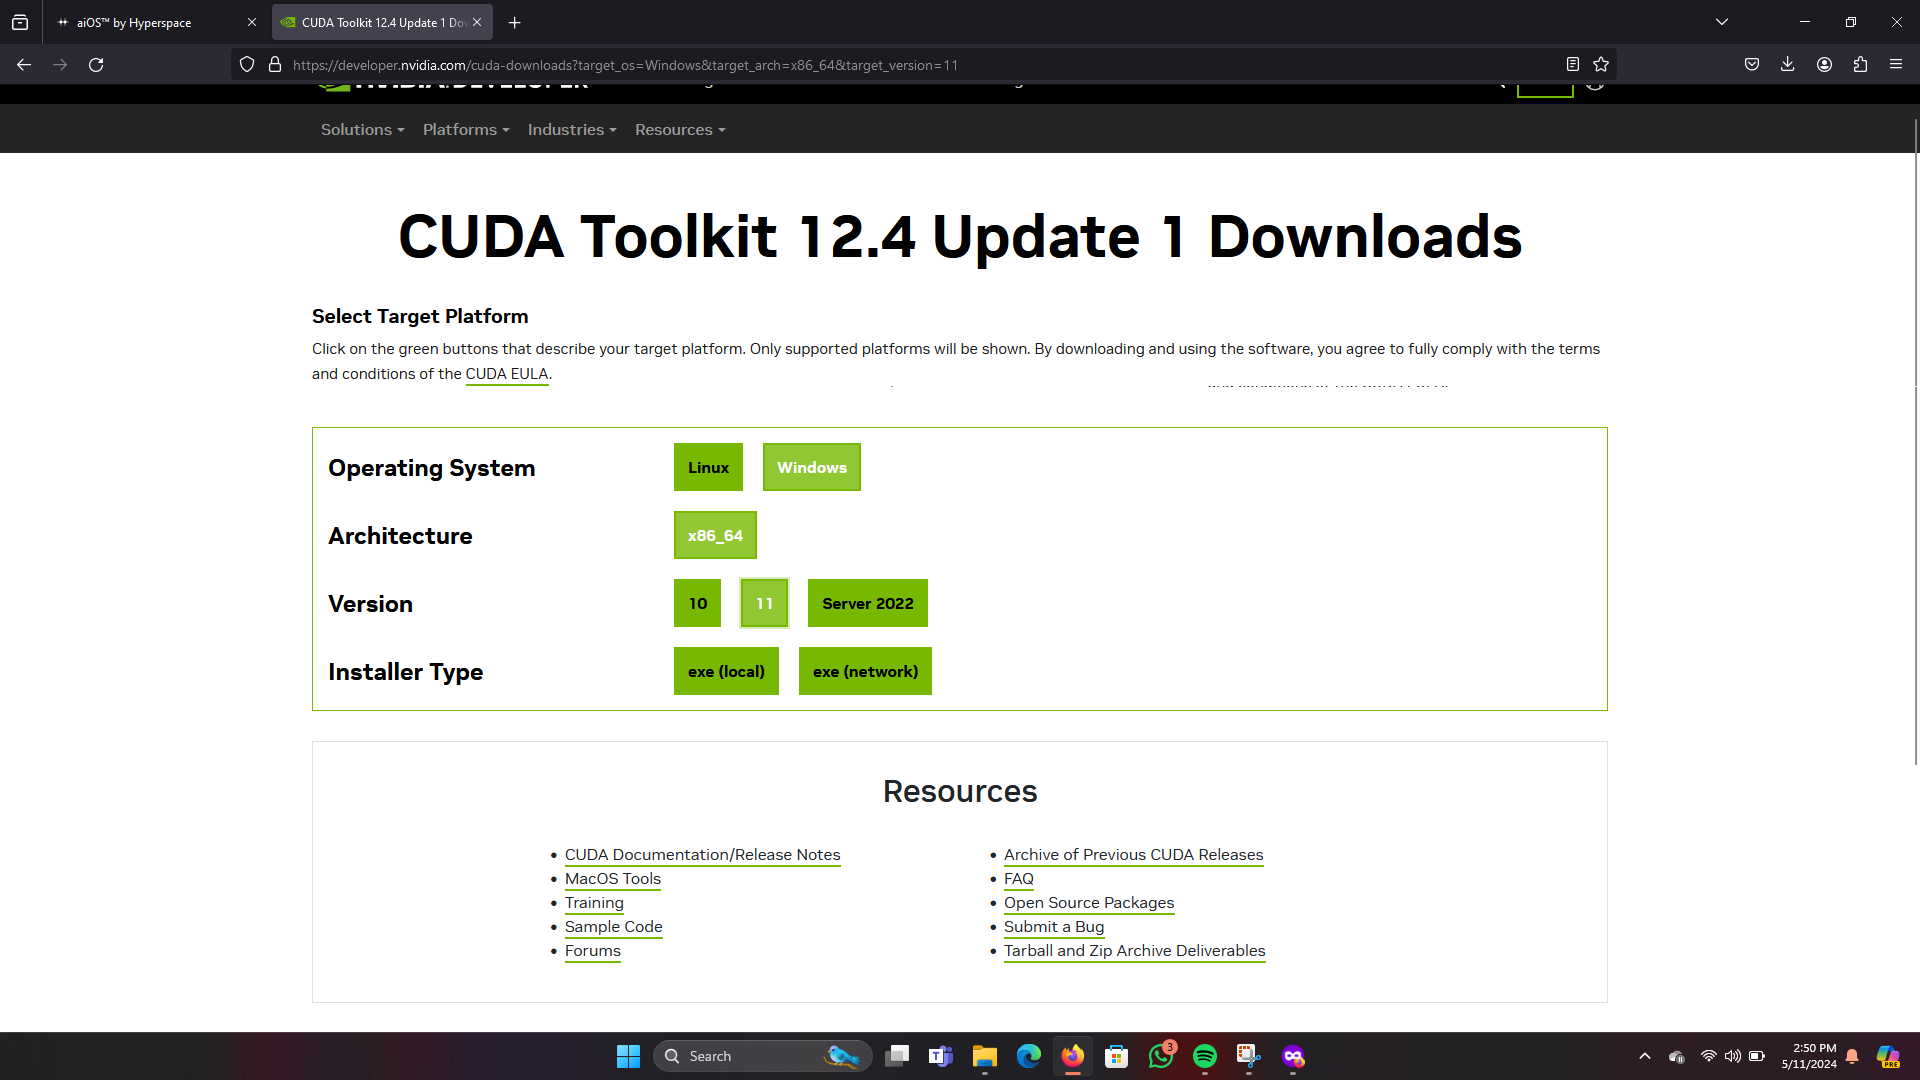 aiOS™ by Hyperspace
CUDA Toolkit 12.4 Update 1 Do
https://developer.nvidia.com/cuda-downloads?target_os=Windows&target_arch=x86_64&target_version=11
Solutions Platforms Industries Resources
CUDA Toolkit 12.4 Update 1 Downloads
Select Target Platform
Click on the green buttons that describe your target platform. Only supported platforms will be shown. By downloading and using the software, you agree to fully comply with the terms
and conditions of the CUDA EULA.
Operating System Linux Windows
Architecture x86_64
Version 10 11 Server 2022
Installer Type exe (local) exe (network)
Resources
CUDA Documentation/Release Notes
MacOS Tools
Training
Sample Code
Forums
Archive of Previous CUDA Releases
FAQ
Open Source Packages
Submit a Bug
Tarball and Zip Archive Deliverables
Search
3
2:50 PM
5/11/2024
PRE